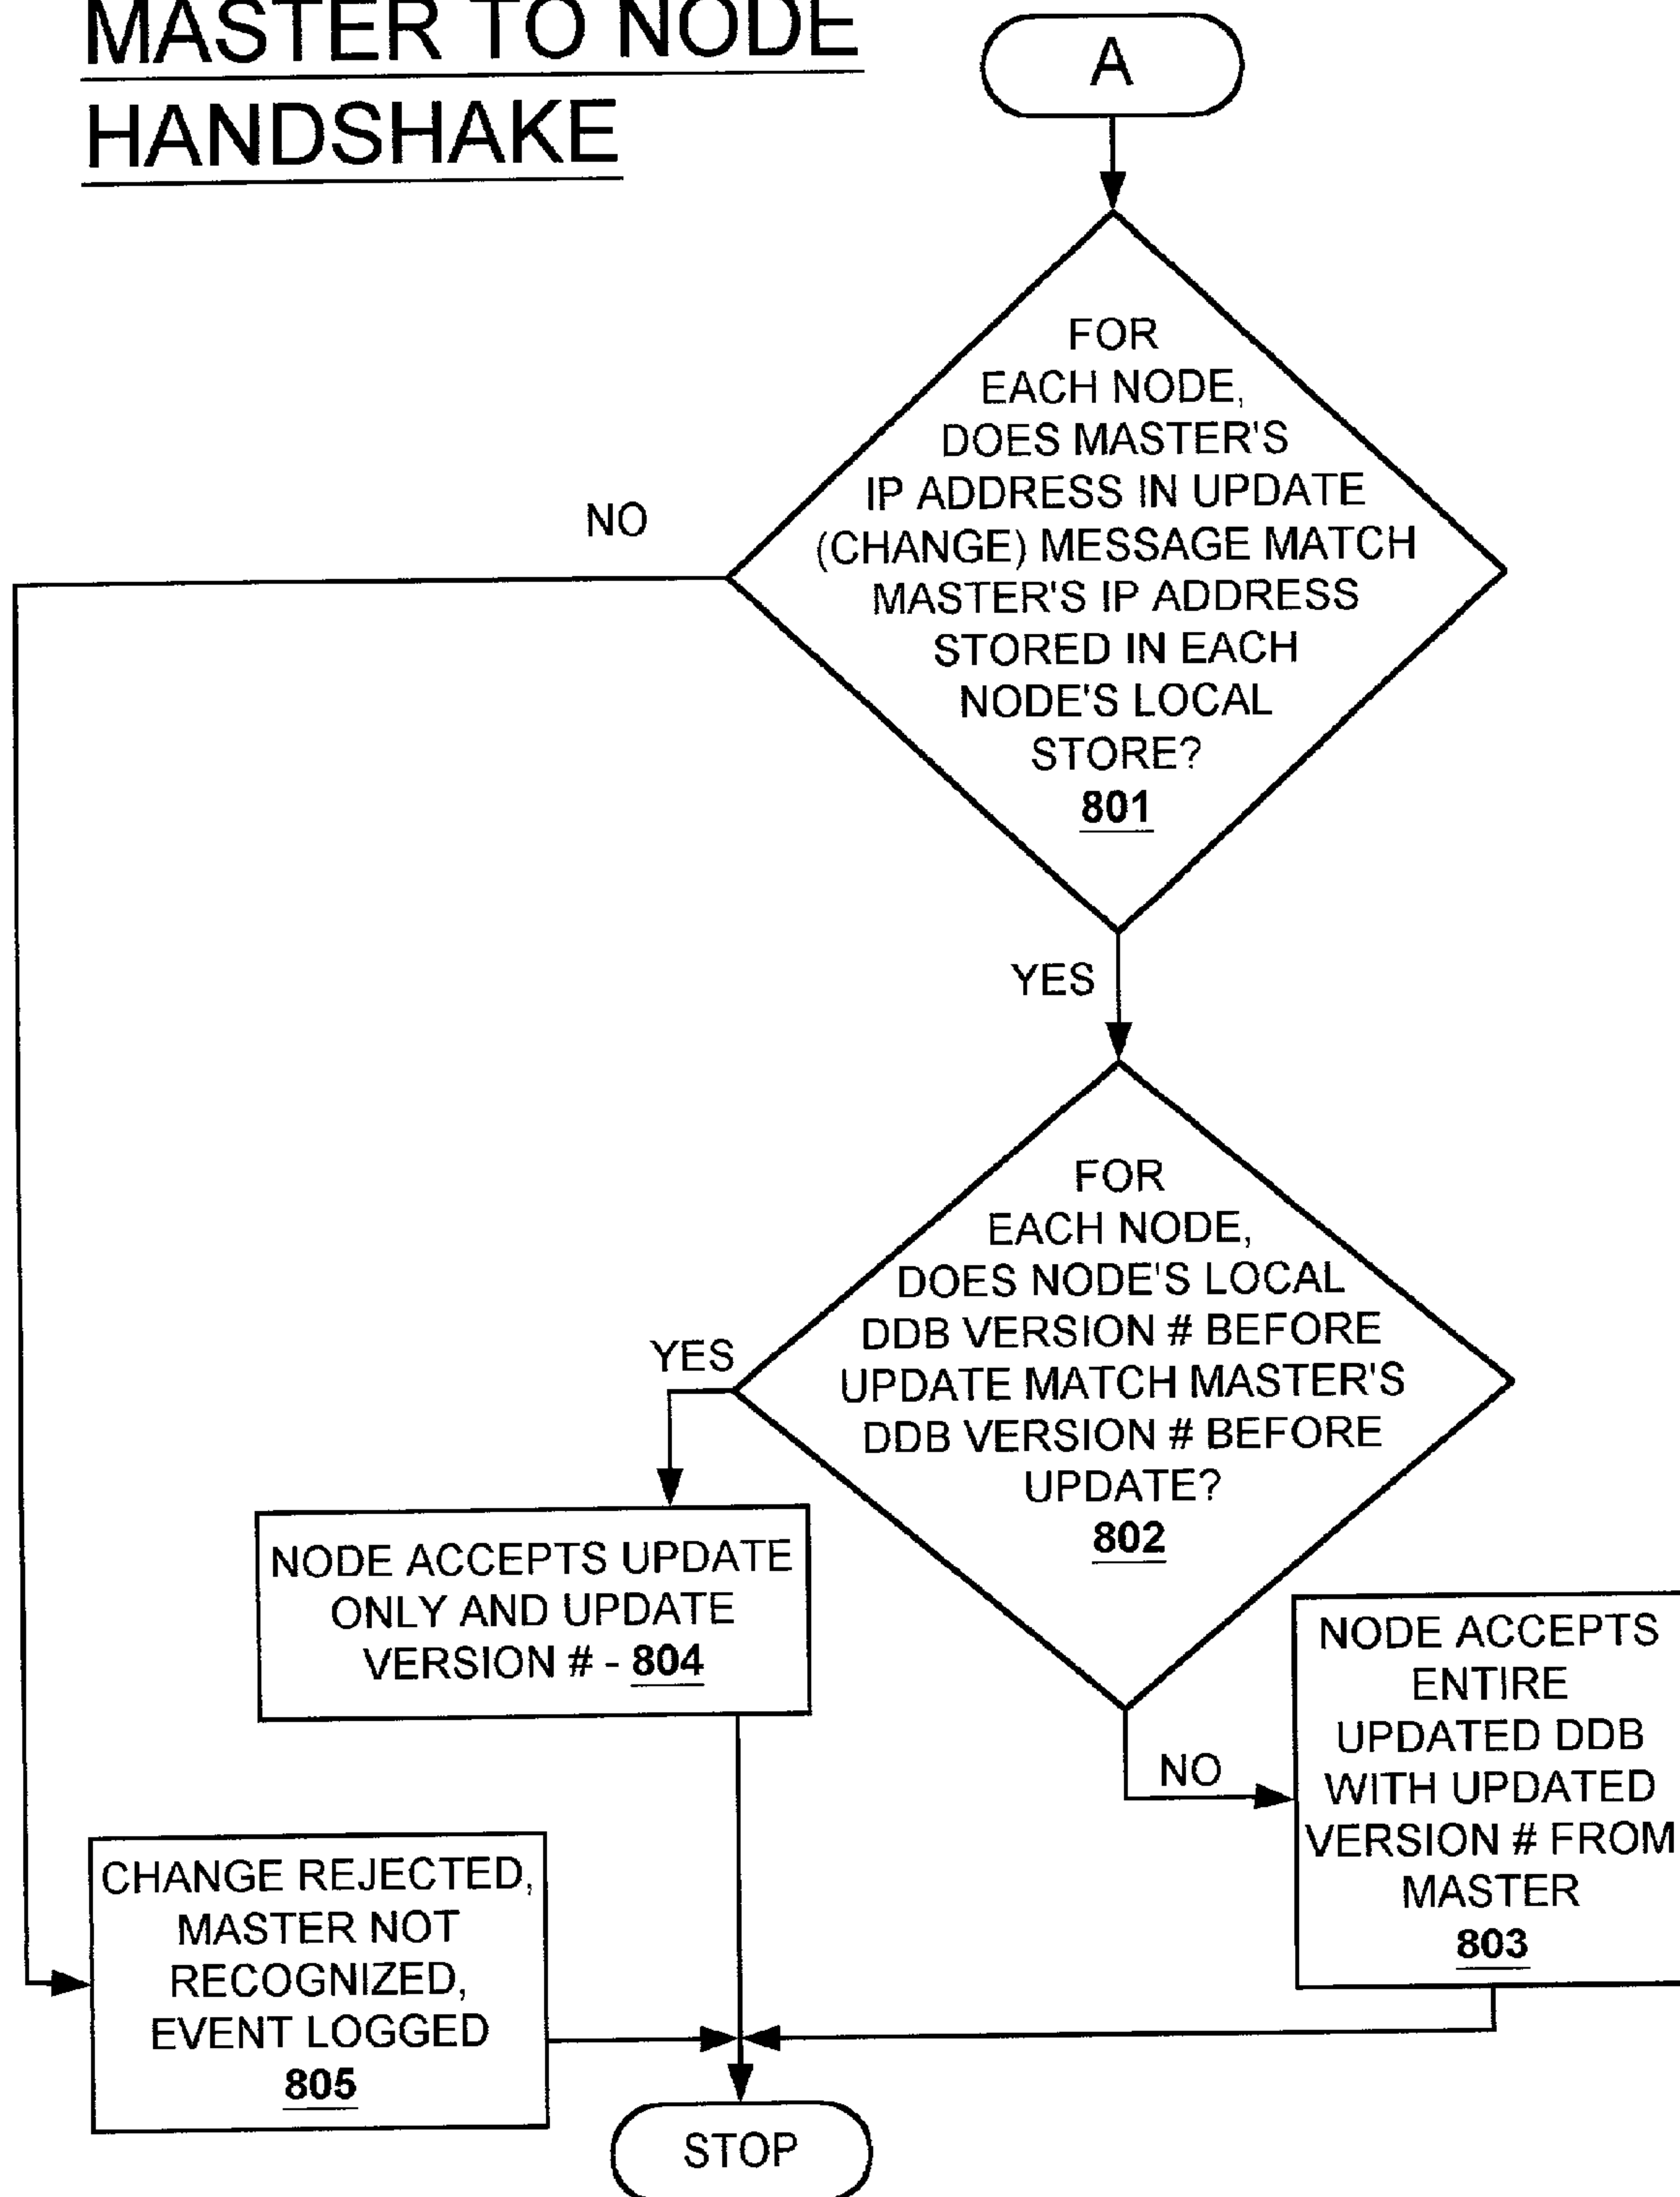 MASTER TO NODE
HANDSHAKE
A
FOR
EACH NODE,
DOES MASTER'S
IP ADDRESS IN UPDATE
(CHANGE) MESSAGE MATCH
MASTER'S IP ADDRESS
STORED IN EACH
NODE'S LOCAL
STORE?
801
NO
YES
FOR
EACH NODE,
DOES NODE'S LOCAL
DDB VERSION # BEFORE
UPDATE MATCH MASTER'S
DDB VERSION # BEFORE
UPDATE?
802
YES
NODE ACCEPTS UPDATE
ONLY AND UPDATE
VERSION # - 804
NO
NODE ACCEPTS
ENTIRE
UPDATED DDB
WITH UPDATED
VERSION # FROM
MASTER
803
CHANGE REJECTED,
MASTER NOT
RECOGNIZED,
EVENT LOGGED
805
STOP